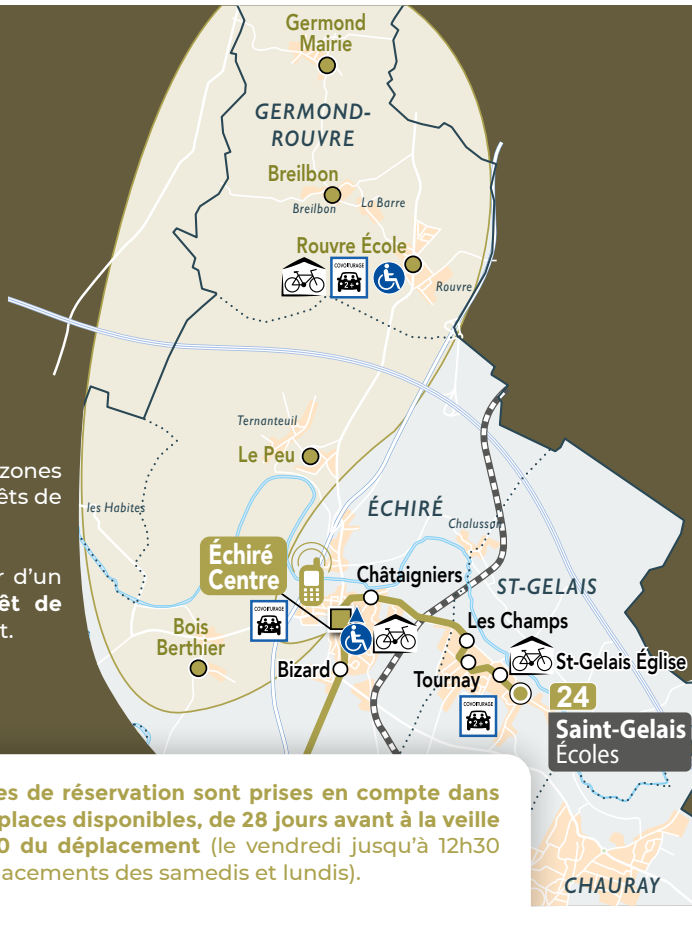 Germond
Mairie
GERMOND-
ROUVRE
Breilbon
Breilbon
La Barre
Rouvre École
COVOITURAGE
Rouvre
Ternanteuil
Le Peu
zones
êts de
les Habites
ÉCHIRÉ
Chalusson
Échiré
Centre
r d'un
êt de
t.
Châtaigniers
ST-GELAIS
COVOITURAGE
Les Champs
Bois
Berthier
Bizard
St-Gelais Église
Tournay
COVOITURAGE
24
Saint-Gelais
Écoles
es de réservation sont prises en compte dans
places disponibles, de 28 jours avant à la veille
0 du déplacement (le vendredi jusqu'à 12h30
lacements des samedis et lundis).
CHAURAY